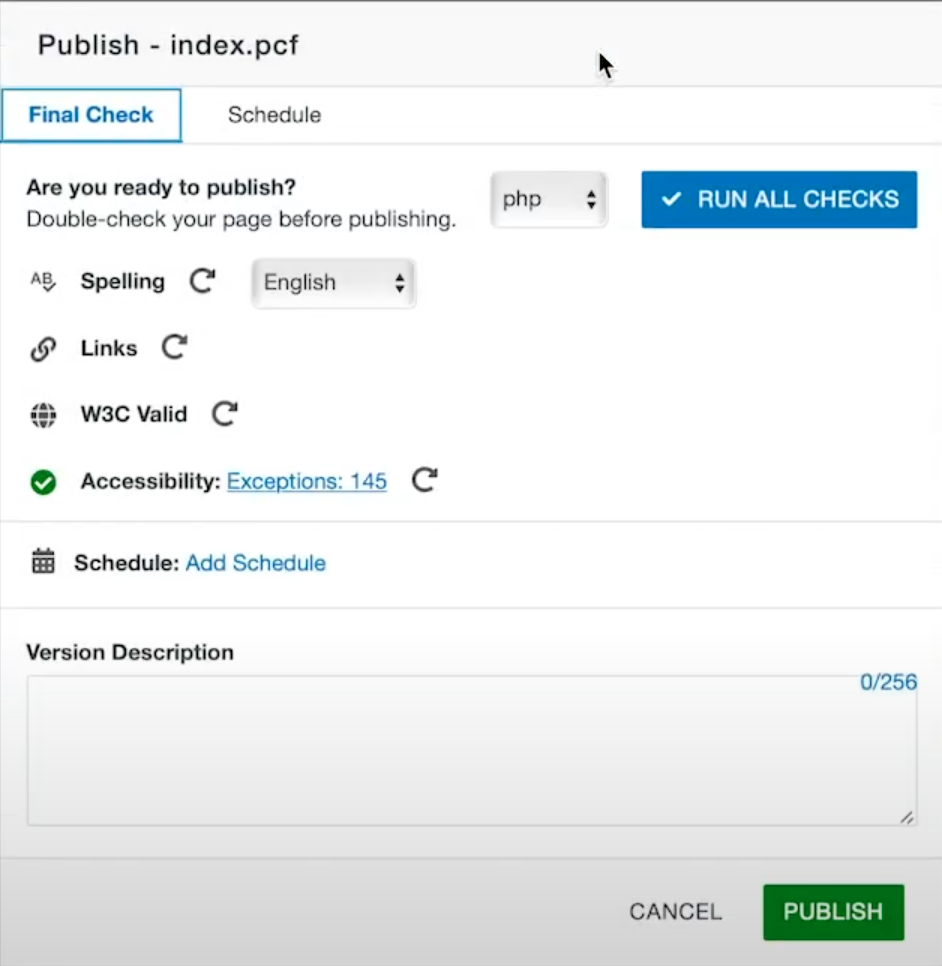 Publish - index.pcf
Final Check Schedule
Are you ready to publish?
Double-check your page before publishing.
php
RUN ALL CHECKS
AB Spelling English
Links
W3C Valid
Accessibility: Exceptions: 145
Schedule: Add Schedule
Version Description
0/256
CANCEL PUBLISH